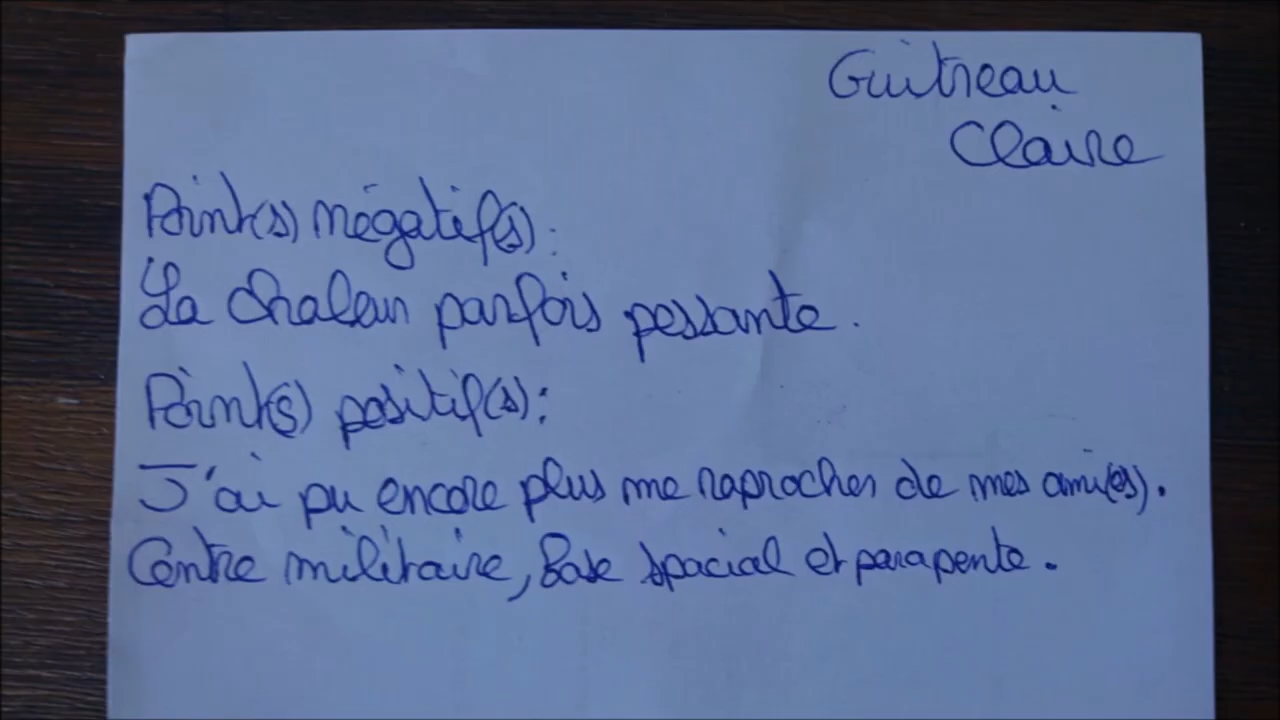 Guitreau
Claire
Point(s) négatif(s):
La chaleur parfois pessante.
Point(s) positif(s):
J'ai pu encore plus me raprocher de mes ami(es).
Centre militaire, Base spacial et parapente.